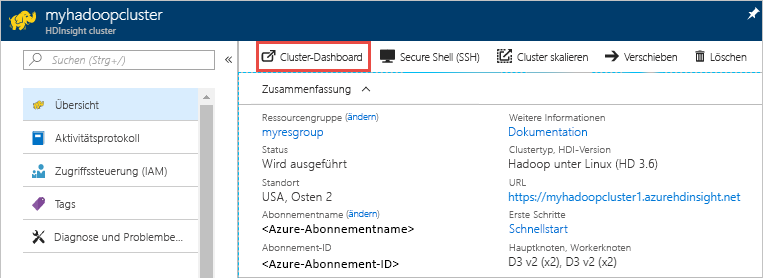 myhadoopcluster
HDInsight cluster
Suchen (Strg+/)
Übersicht
Aktivitätsprotokoll
Zugriffssteuerung (IAM)
Tags
Diagnose und Problembe...
Cluster-Dashboard Secure Shell (SSH) Cluster skalieren Verschieben Löschen
Zusammenfassung
Ressourcengruppe (ändern)
myresgroup
Status
Wird ausgeführt
Standort
USA, Osten 2
Abonnementname (ändern)
<Azure-Abonnementname>
Abonnement-ID
<Azure-Abonnement-ID>
Weitere Informationen
Dokumentation
Clustertyp, HDI-Version
Hadoop unter Linux (HD 3.6)
URL
https://myhadoopcluster1.azurehdinsight.net
Erste Schritte
Schnellstart
Hauptknoten, Workerknoten
D3 v2 (x2), D3 v2 (x2)